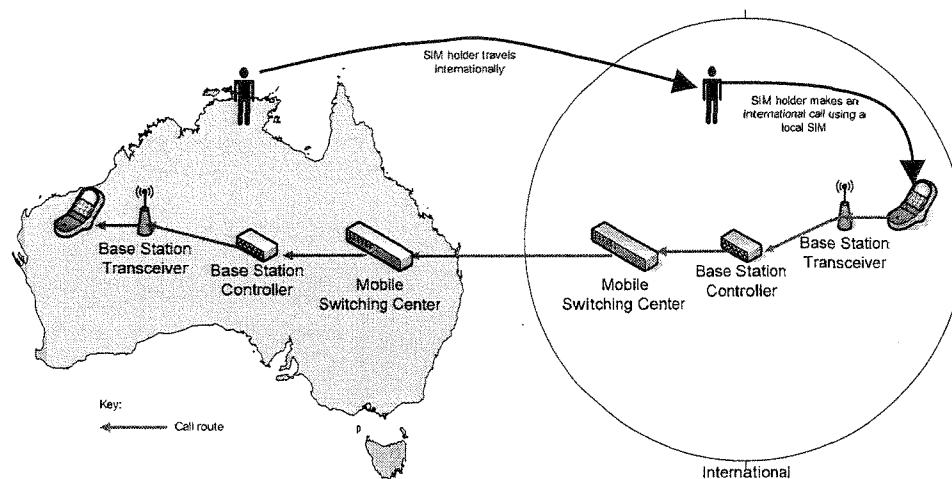 SIM holder travels
internationally
SIM holder makes an
international call using a
local SIM
Base Station
Transceiver
Base Station
Controller
Mobile
Switching Center
Mobile
Switching Center
Base Station
Controller
Base Station
Transceiver
Key:
Call route
International